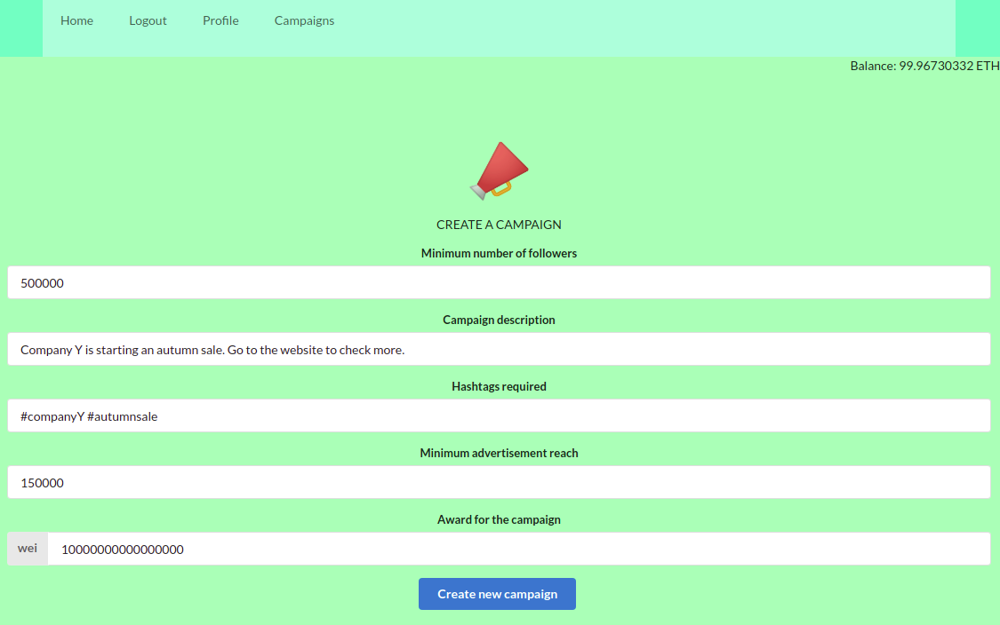 Home Logout Profile Campaigns
Balance: 99.96730332 ETH
CREATE A CAMPAIGN
Minimum number of followers
500000
Campaign description
Company Y is starting an autumn sale. Go to the website to check more.
Hashtags required
#companyY #autumnsale
Minimum advertisement reach
150000
Award for the campaign
wei 10000000000000000
Create new campaign